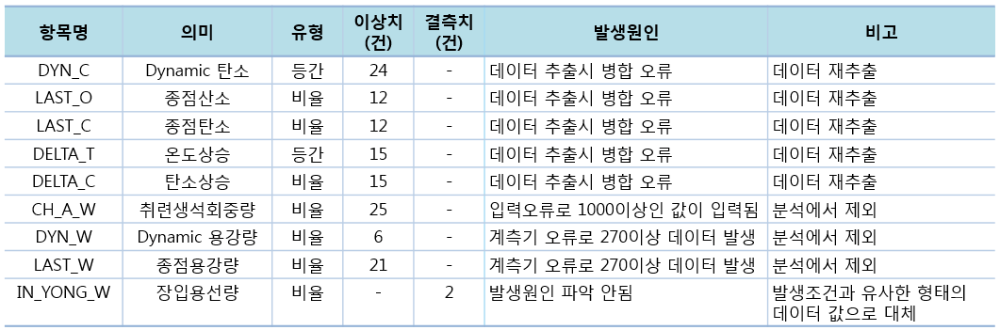 항목명 의미 유형 이상치 (건) 결측치 (건) 발생원인 비고
DYN_C Dynamic 탄소 등간 24 - 데이터 추출시 병합 오류 데이터 재추출
LAST_O 종점산소 비율 12 - 데이터 추출시 병합 오류 데이터 재추출
LAST_C 종점탄소 비율 12 - 데이터 추출시 병합 오류 데이터 재추출
DELTA_T 온도상승 등간 15 - 데이터 추출시 병합 오류 데이터 재추출
DELTA_C 탄소상승 비율 15 - 데이터 추출시 병합 오류 데이터 재추출
CH_A_W 취련생석회중량 비율 25 - 입력오류로 1000이상인 값이 입력됨 분석에서 제외
DYN_W Dynamic 용강량 비율 6 - 계측기 오류로 270이상 데이터 발생 분석에서 제외
LAST_W 종점용강량 비율 21 - 계측기 오류로 270이상 데이터 발생 분석에서 제외
IN_YONG_W 장입용선량 비율 - 2 발생원인 파악 안됨 발생조건과 유사한 형태의
데이터 값으로 대체